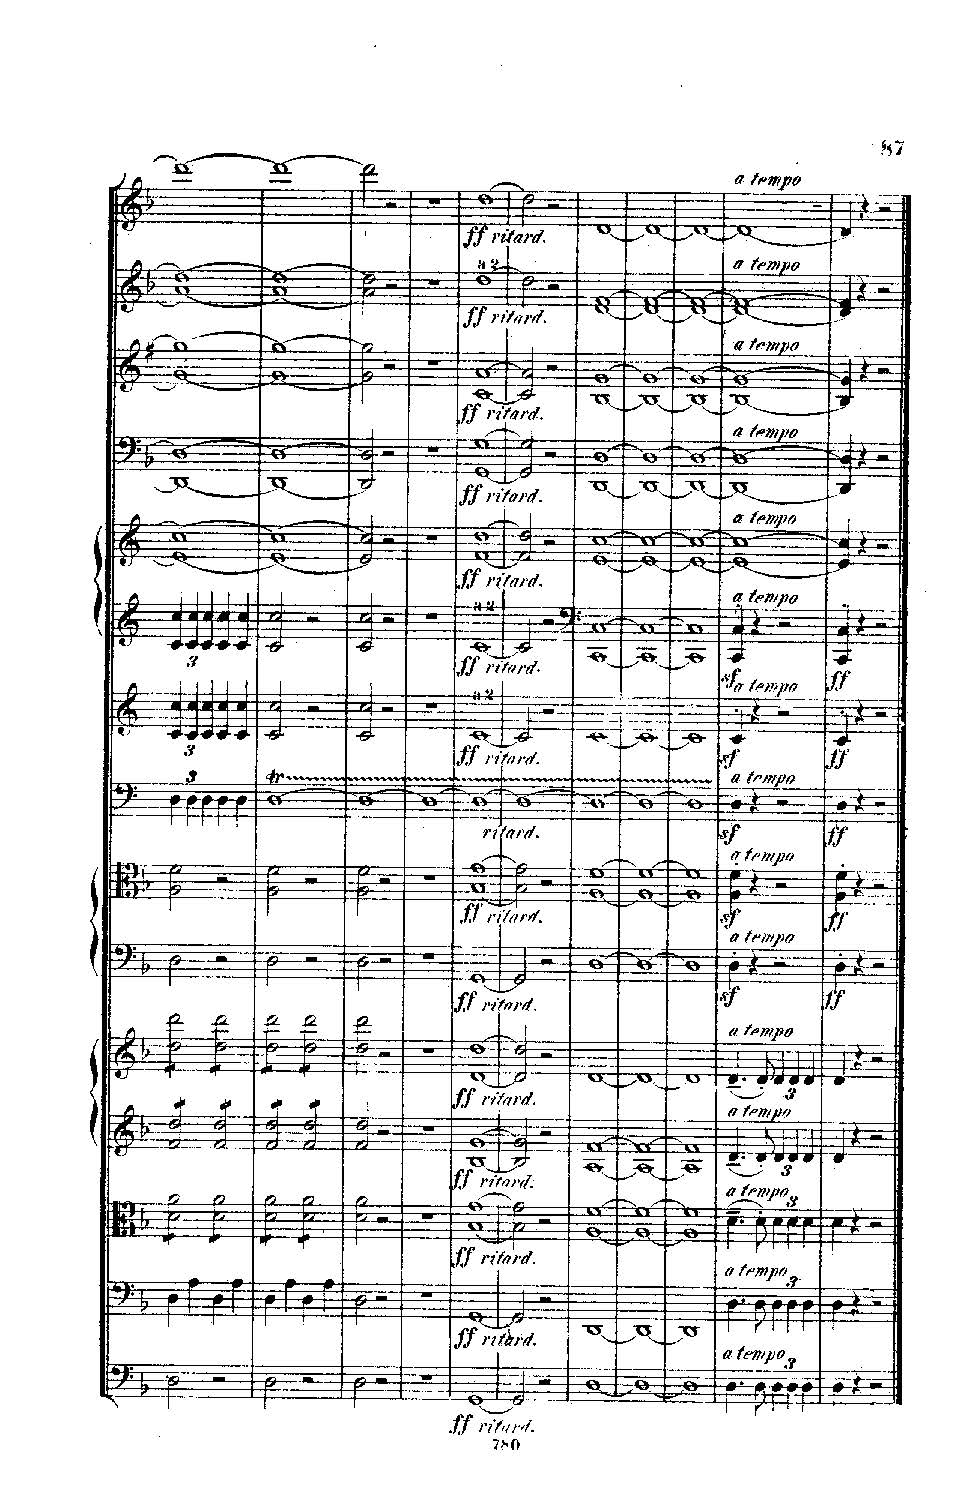 87
a tempo
ff ritard.
a 2
a tempo
ff ritard.
a tempo
ff ritard.
a tempo
ff ritard.
a tempo
ff ritard.
a 2
a tempo
3
ff ritard.
sf
ff
a 2
a tempo
3
ff ritard.
sf
ff
3
tr
a tempo
ritard.
sf
ff
a tempo
ff ritard.
sf
ff
a tempo
ff ritard.
sf
ff
a tempo
3
ff ritard.
a tempo
3
ff ritard.
a tempo
3
ff ritard.
a tempo
3
ff ritard.
a tempo
3
ff ritard.
780